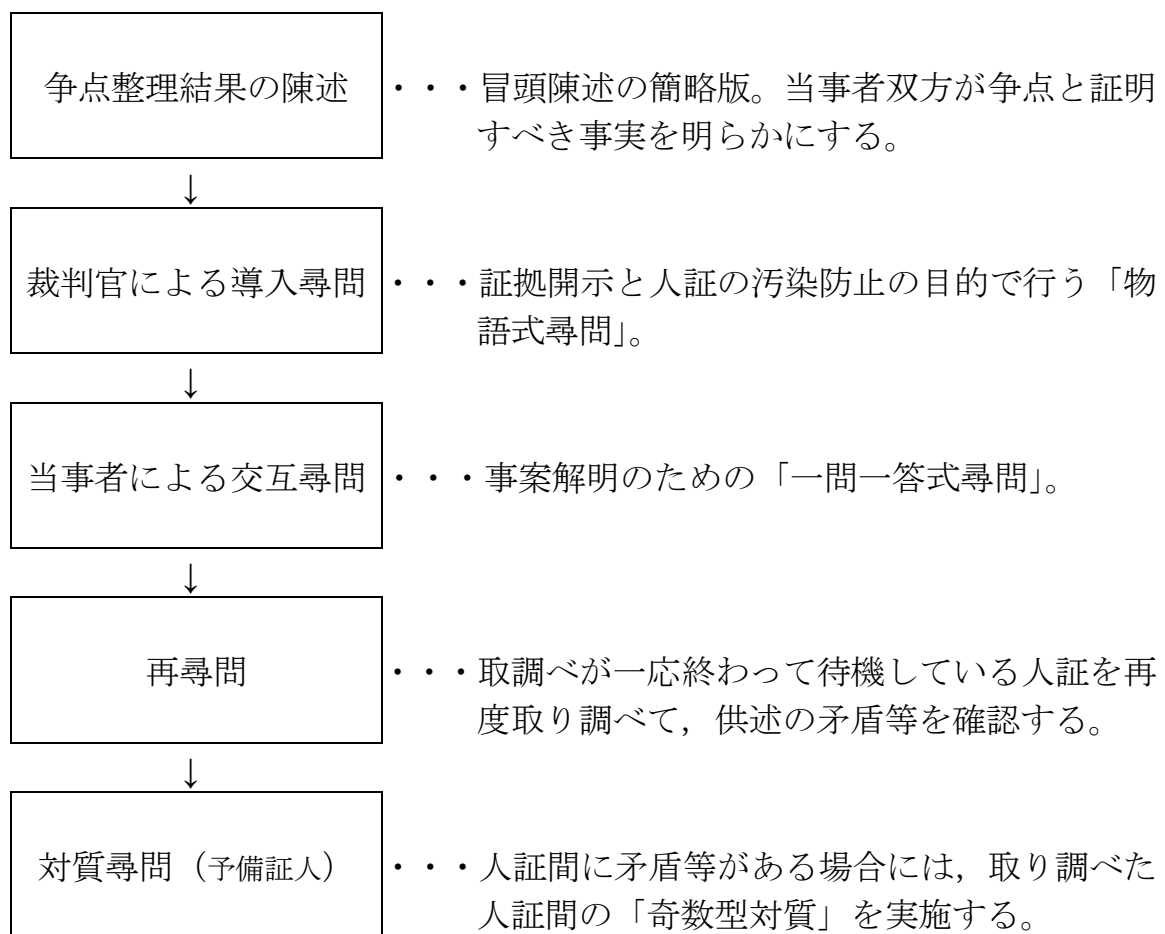 争点整理結果の陳述 ・・・冒頭陳述の簡略版。当事者双方が争点と証明
すべき事実を明らかにする。
↓
裁判官による導入尋問 ・・・証拠開示と人証の汚染防止の目的で行う「物
語式尋問」。
↓
当事者による交互尋問 ・・・事案解明のための「一問一答式尋問」。
↓
再尋問 ・・・取調べが一応終わって待機している人証を再
度取り調べて，供述の矛盾等を確認する。
↓
対質尋問（予備証人） ・・・人証間に矛盾等がある場合には，取り調べた
人証間の「奇数型対質」を実施する。